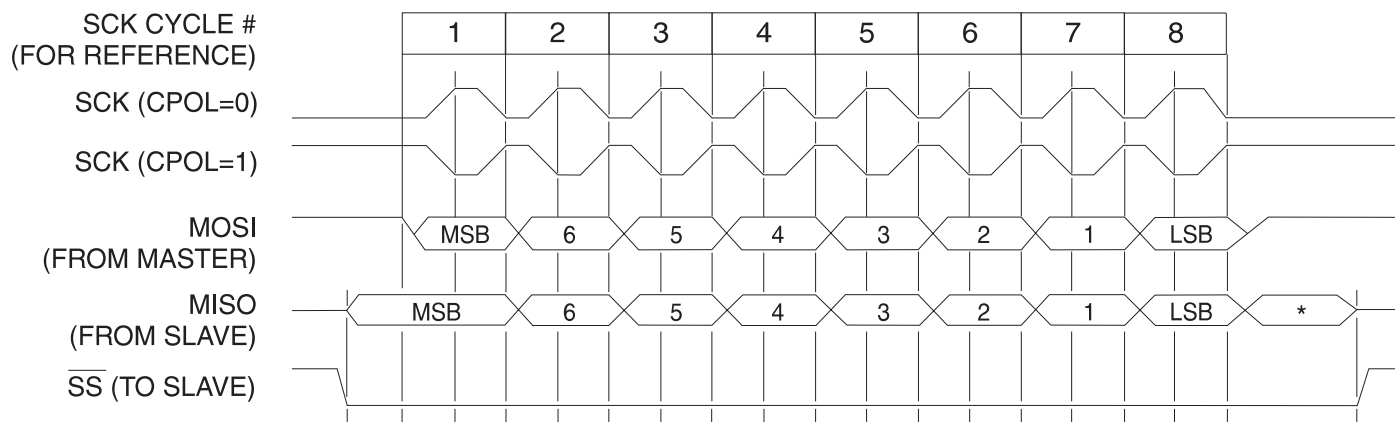 SCK CYCLE # 1 2 3 4 5 6 7 8
(FOR REFERENCE)
SCK (CPOL=0)
SCK (CPOL=1)
MOSI MSB 6 5 4 3 2 1 LSB
(FROM MASTER)
MISO MSB 6 5 4 3 2 1 LSB *
(FROM SLAVE)
S̅S̅ (TO SLAVE)